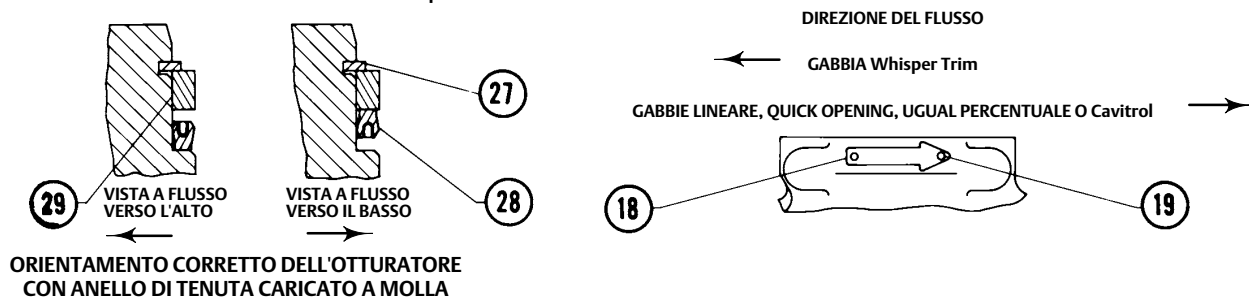 27
28
29
VISTA A FLUSSO
VERSO L'ALTO
VISTA A FLUSSO
VERSO IL BASSO
ORIENTAMENTO CORRETTO DELL'OTTURATORE
CON ANELLO DI TENUTA CARICATO A MOLLA
DIREZIONE DEL FLUSSO
GABBIA Whisper Trim
GABBIE LINEARE, QUICK OPENING, UGUAL PERCENTUALE O Cavitrol
18
19